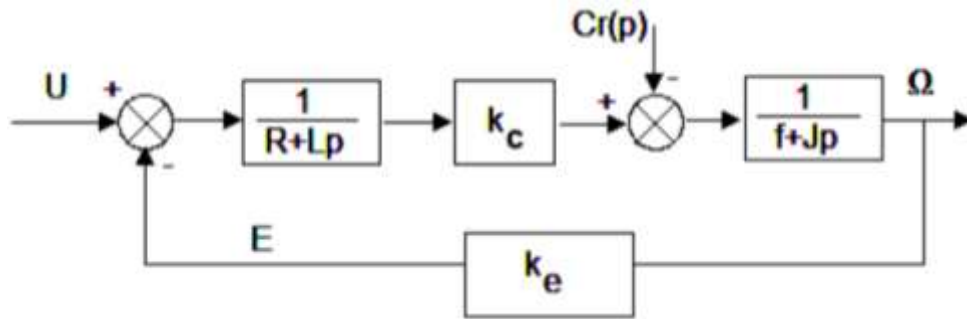 Cr(p)
U
+
-
1
R+Lp
k_c
+
-
1
f+Jp
Ω
E
k_e